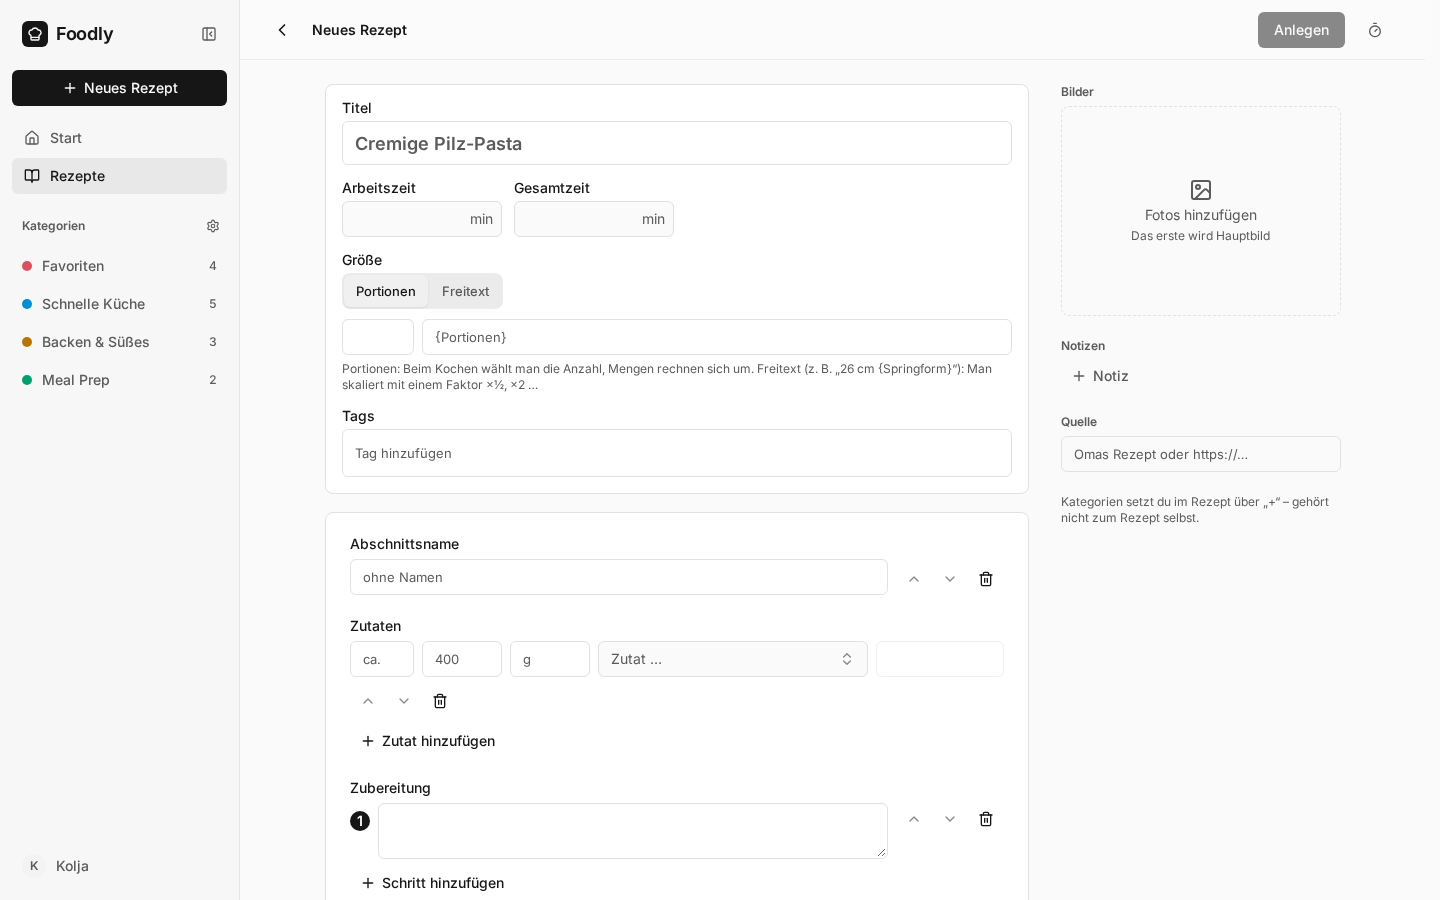 Foodly
Neues Rezept
Start
Rezepte
Kategorien
Favoriten 4
Schnelle Küche 5
Backen & Süßes 3
Meal Prep 2
K Kolja
Neues Rezept
Anlegen
Titel
Cremige Pilz-Pasta
Arbeitszeit Gesamtzeit
min min
Größe
Portionen Freitext
{Portionen}
Portionen: Beim Kochen wählt man die Anzahl, Mengen rechnen sich um. Freitext (z. B. „26 cm {Springform}“): Man
skaliert mit einem Faktor ×½, ×2 …
Tags
Tag hinzufügen
Abschnittsname
ohne Namen
Zutaten
ca. 400 g Zutat …
Zutat hinzufügen
Zubereitung
1
Schritt hinzufügen
Bilder
Fotos hinzufügen
Das erste wird Hauptbild
Notizen
Notiz
Quelle
Omas Rezept oder https://…
Kategorien setzt du im Rezept über „+“ – gehört
nicht zum Rezept selbst.